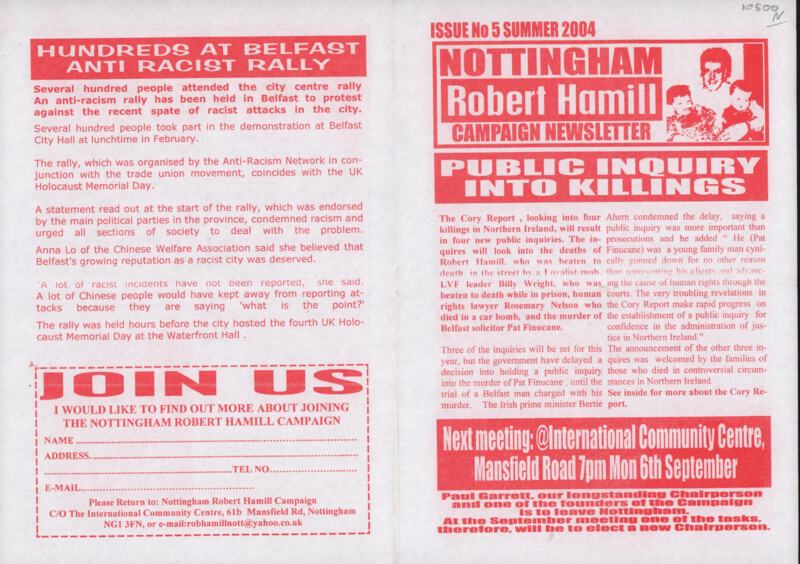 HUNDREDS AT BELFAST
ANTI RACIST RALLY
Several hundred people attended the city centre rally
An anti-racism rally has been held in Belfast to protest
against the recent spate of racist attacks in the city.
Several hundred people took part in the demonstration at Belfast
City Hall at lunchtime in February.
The rally, which was organised by the Anti-Racism Network in con-
junction with the trade union movement, coincides with the UK
Holocaust Memorial Day.
A statement read out at the start of the rally, which was endorsed
by the main political parties in the province, condemned racism and
urged all sections of society to deal with the problem.
Anna Lo of the Chinese Welfare Association said she believed that
Belfast's growing reputation as a racist city was deserved.
'A lot of racist incidents have not been reported,' she said.
A lot of Chinese people would have kept away from reporting at-
tacks because they are saying 'what is the point?'
The rally was held hours before the city hosted the fourth UK Holo-
caust Memorial Day at the Waterfront Hall .
JOIN US
I WOULD LIKE TO FIND OUT MORE ABOUT JOINING
THE NOTTINGHAM ROBERT HAMILL CAMPAIGN
NAME
ADDRESS
TEL NO
E-MAIL
Please Return to: Nottingham Robert Hamill Campaign
C/O The International Community Centre, 61b Mansfield Rd, Nottingham
NG1 3FN, or e-mail:robhamillnott@yahoo.co.uk
10500
N
ISSUE No 5 SUMMER 2004
NOTTINGHAM
Robert Hamill
CAMPAIGN NEWSLETTER
PUBLIC INQUIRY
INTO KILLINGS
The Cory Report , looking into four
killings in Northern Ireland, will result
in four new public inquiries. The in-
quires will look into the deaths of
Robert Hamill, who was beaten to
death in the street by a Loyalist mob,
LVF leader Billy Wright, who was
beaten to death while in prison, human
rights lawyer Rosemary Nelson who
died in a car bomb, and the murder of
Belfast solicitor Pat Finucane.
Three of the inquiries will be set for this
year, but the government have delayed a
decision into holding a public inquiry
into the murder of Pat Finucane , until the
trial of a Belfast man charged with his
murder. The Irish prime minister Bertie
Ahern condemned the delay, saying a
public inquiry was more important than
prosecutions and he added " He (Pat
Finucane) was a young family man cyni-
cally gunned down for no other reason
than representing his clients and advanc-
ing the cause of human rights through the
courts. The very troubling revelations in
the Cory Report make rapid progress on
the establishment of a public inquiry for
confidence in the administration of jus-
tice in Northern Ireland."
The announcement of the other three in-
quires was welcomed by the families of
those who died in controversial circum-
stances in Northern Ireland.
See inside for more about the Cory Re-
port.
Next meeting: @International Community Centre,
Mansfield Road 7pm Mon 6th September
Paul Garrett, our longstanding Chairperson
and one of the founders of the Campaign
is to leave Nottingham.
At the September meeting one of the tasks,
therefore, will be to elect a new Chairperson.